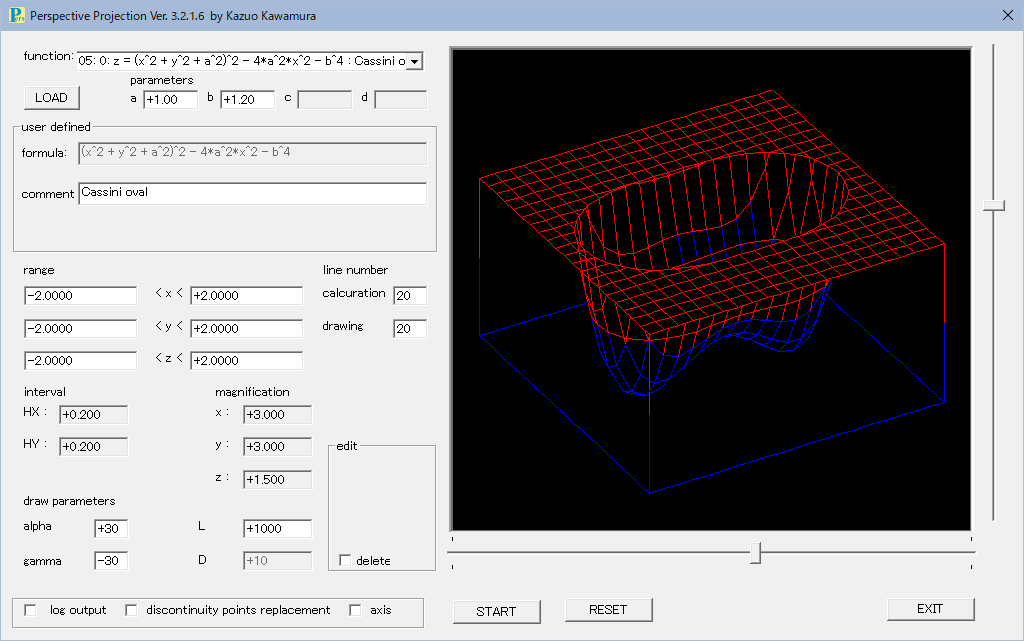 Perspective Projection Ver. 3.2.1.6 by Kazuo Kawamura
function: 05: 0: z = (x^2 + y^2 + a^2)^2 - 4*a^2*x^2 - b^4 : Cassini o
parameters
LOAD a +1.00 b +1.20 c d
user defined
formula: (x^2 + y^2 + a^2)^2 - 4*a^2*x^2 - b^4
comment Cassini oval
range line number
-2.0000 < x < +2.0000 calcuration 20
-2.0000 < y < +2.0000 drawing 20
-2.0000 < z < +2.0000
interval magnification
HX : +0.200 x : +3.000
HY : +0.200 y : +3.000 edit
z : +1.500
draw parameters
alpha +30 L +1000
gamma -30 D +10 delete
log output discontinuity points replacement axis START RESET EXIT